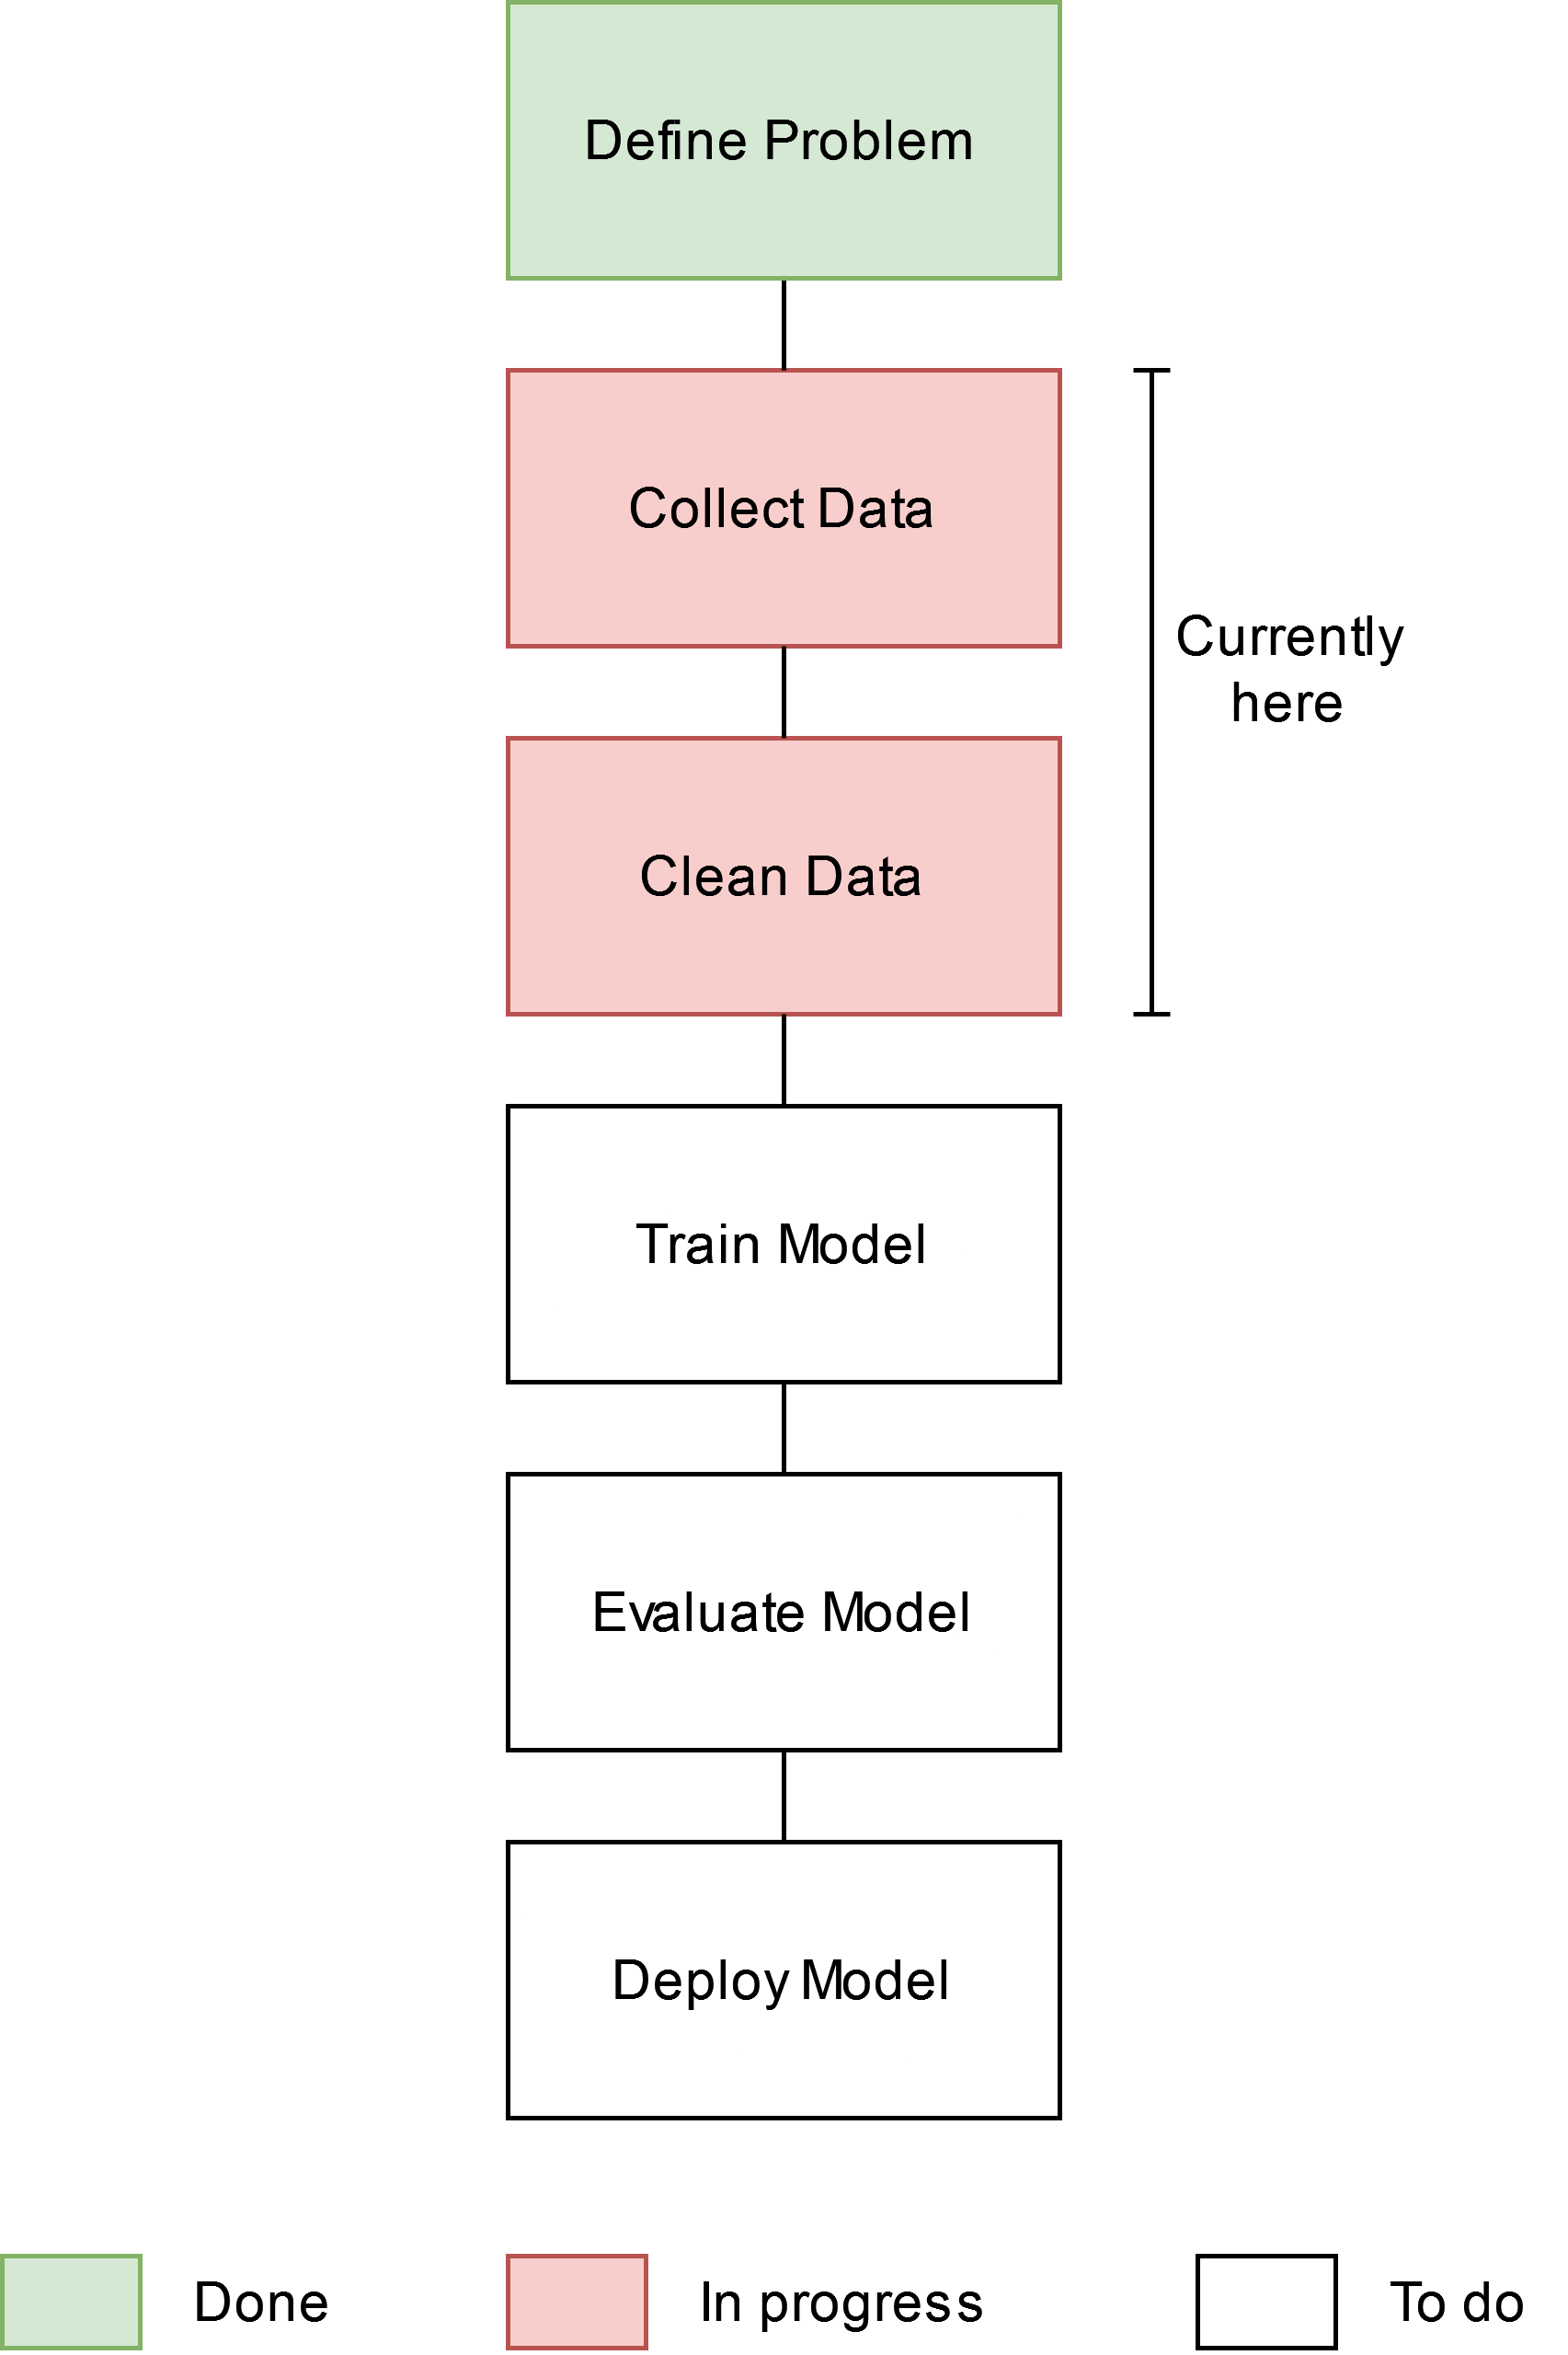 Define Problem
Collect Data
Currently
here
Clean Data
Train Model
Evaluate Model
Deploy Model
Done
In progress
To do